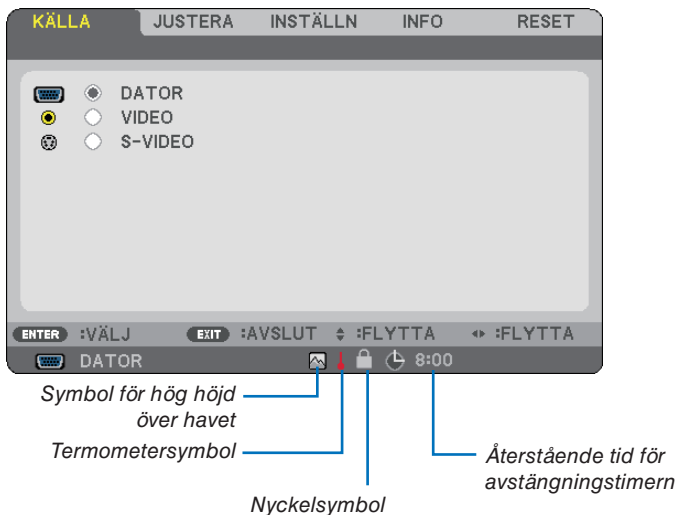 KÄLLA JUSTERA INSTÄLLN INFO RESET
DATOR
VIDEO
S-VIDEO
ENTER :VÄLJ EXIT :AVSLUT :FLYTTA :FLYTTA
DATOR 8:00
Symbol för hög höjd
över havet
Termometersymbol
Nyckelsymbol
Återstående tid för
avstängningstimern